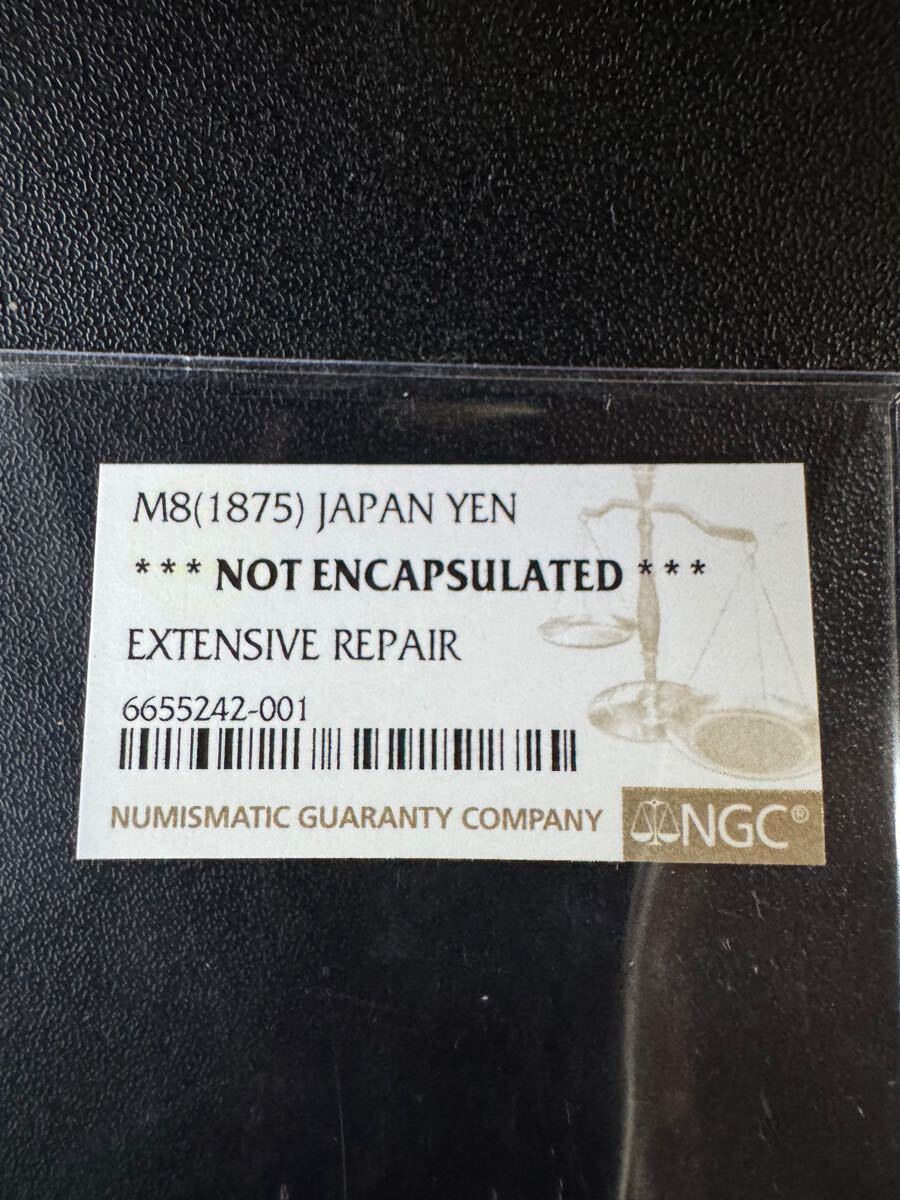 M8(1875) JAPAN YEN
*** NOT ENCAPSULATED ***
EXTENSIVE REPAIR
6655242-001
NUMISMATIC GUARANTY COMPANY NGC®